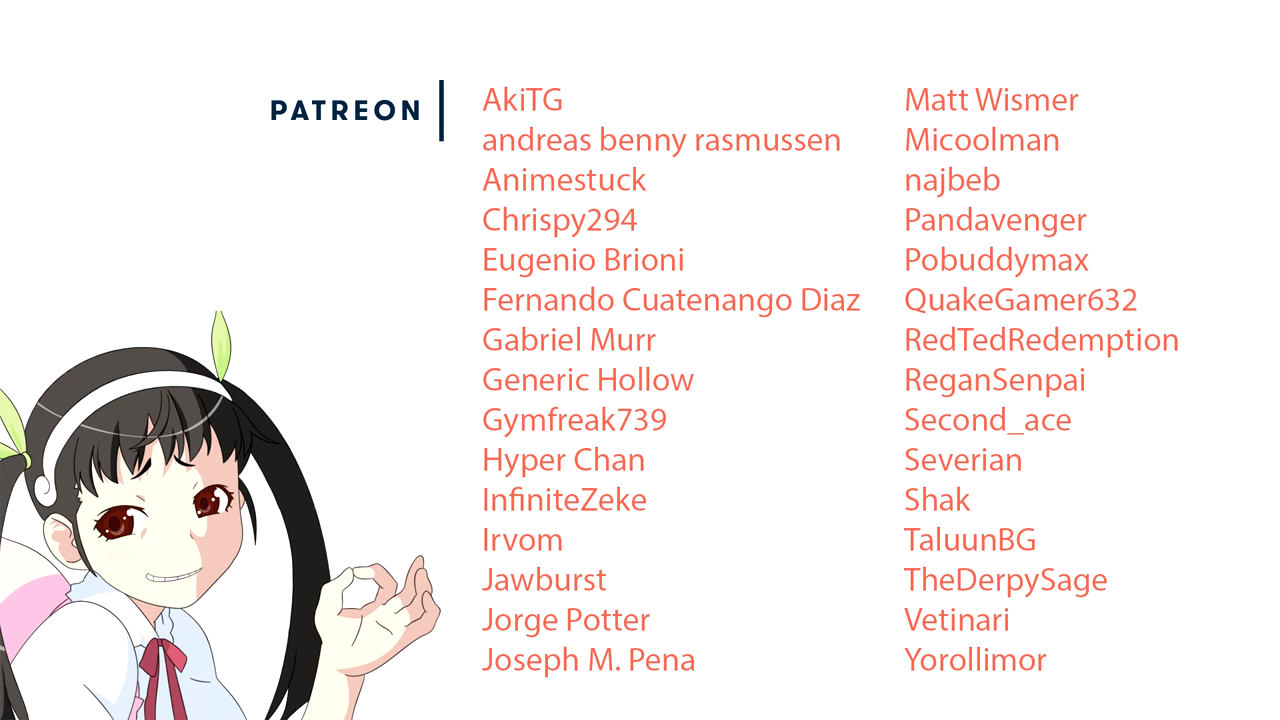 PATREON
AkiTG
andreas benny rasmussen
Animestuck
Chrispy294
Eugenio Brioni
Fernando Cuatenango Diaz
Gabriel Murr
Generic Hollow
Gymfreak739
Hyper Chan
InfiniteZeke
Irvom
Jawburst
Jorge Potter
Joseph M. Pena
Matt Wismer
Micoolman
najbeb
Pandavenger
Pobuddymax
QuakeGamer632
RedTedRedemption
ReganSenpai
Second_ace
Severian
Shak
TaluunBG
TheDerpySage
Vetinari
Yorollimor